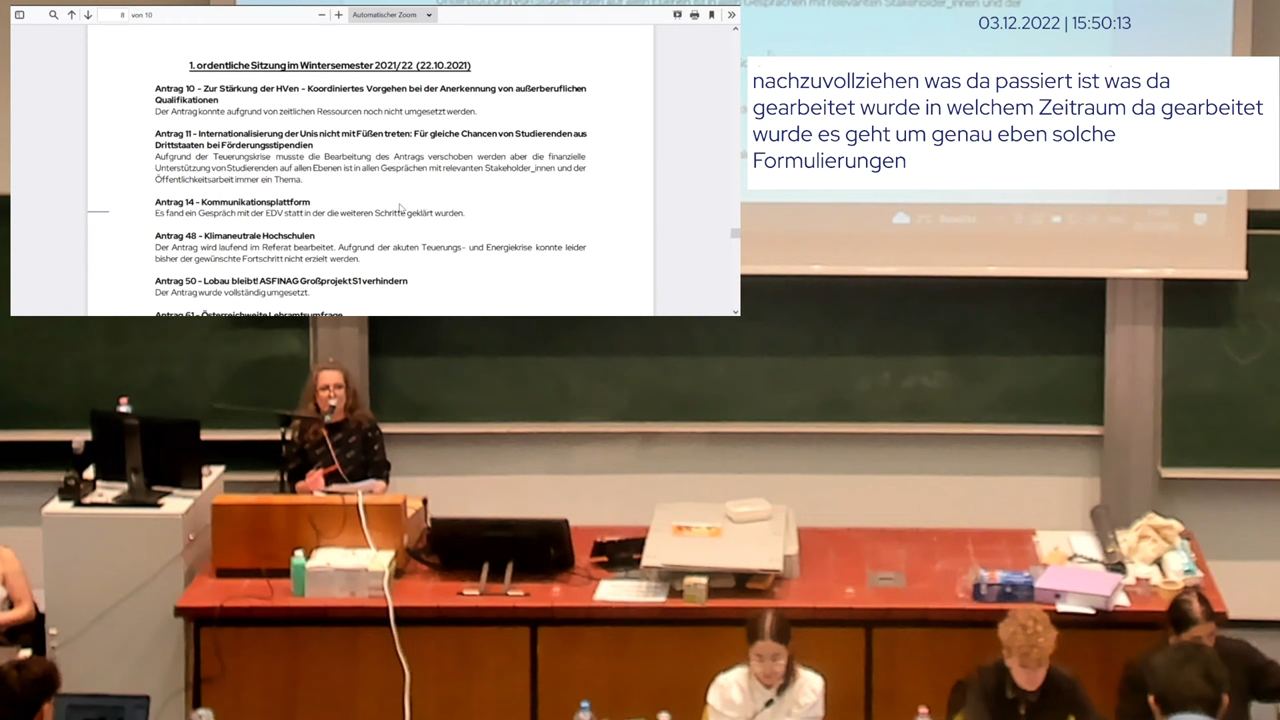 8 von 10
Automatischer Zoom
1. ordentliche Sitzung im Wintersemester 2021/22 (22.10.2021)
Antrag 10 - Zur Stärkung der HVen - Koordiniertes Vorgehen bei der Anerkennung von außerberuflichen
Qualifikationen
Der Antrag konnte aufgrund von zeitlichen Ressourcen noch nicht umgesetzt werden.
Antrag 11 - Internationalisierung der Unis nicht mit Füßen treten: Für gleiche Chancen von Studierenden aus
Drittstaaten bei Förderungsstipendien
Aufgrund der Teuerungskrise musste die Bearbeitung des Antrags verschoben werden aber die finanzielle
Unterstützung von Studierenden auf allen Ebenen ist in allen Gesprächen mit relevanten Stakeholder_innen und der
Öffentlichkeitsarbeit immer ein Thema.
Antrag 14 - Kommunikationsplattform
Es fand ein Gespräch mit der EDV statt in der die weiteren Schritte geklärt wurden.
Antrag 48 - Klimaneutrale Hochschulen
Der Antrag wird laufend im Referat bearbeitet. Aufgrund der akuten Teuerungs- und Energiekrise konnte leider
bisher der gewünschte Fortschritt nicht erzielt werden.
Antrag 50 - Lobau bleibt! ASFINAG Großprojekt S1 verhindern
Der Antrag wurde vollständig umgesetzt.
Antrag 61 - Österreichweite Lehramtsumfrage
03.12.2022 | 15:50:13
nachzuvollziehen was da passiert ist was da
gearbeitet wurde in welchem Zeitraum da gearbeitet
wurde es geht um genau eben solche
Formulierungen